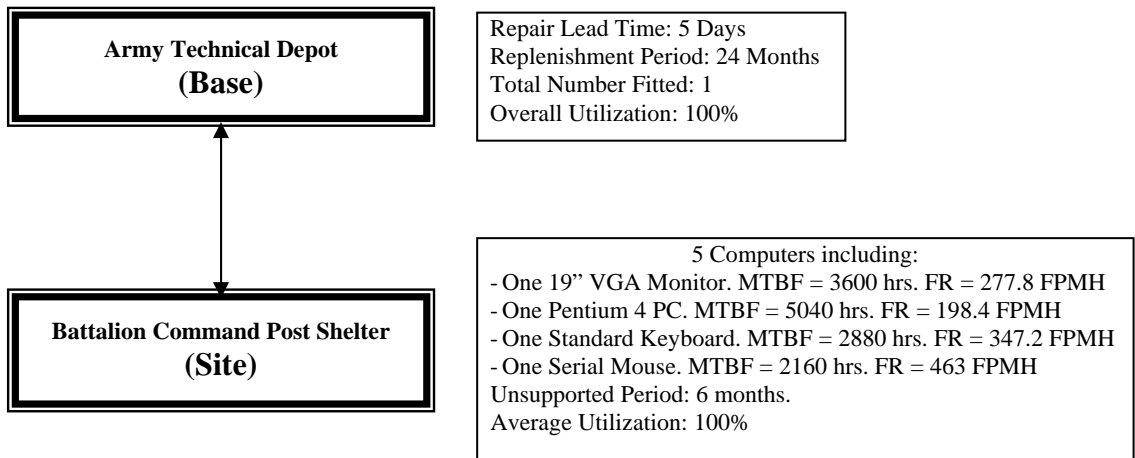 Army Technical Depot
(Base)
Repair Lead Time: 5 Days
Replenishment Period: 24 Months
Total Number Fitted: 1
Overall Utilization: 100%
Battalion Command Post Shelter
(Site)
5 Computers including:
- One 19” VGA Monitor. MTBF = 3600 hrs. FR = 277.8 FPMH
- One Pentium 4 PC. MTBF = 5040 hrs. FR = 198.4 FPMH
- One Standard Keyboard. MTBF = 2880 hrs. FR = 347.2 FPMH
- One Serial Mouse. MTBF = 2160 hrs. FR = 463 FPMH
Unsupported Period: 6 months.
Average Utilization: 100%